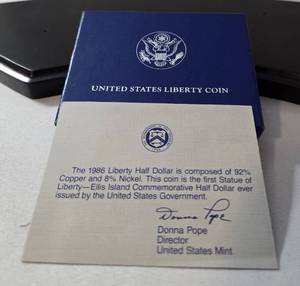 UNITED STATES LIBERTY COIN
The 1986 Liberty Half Dollar is composed of 92%
Copper and 8% Nickel. This coin is the first Statue of
Liberty—Ellis Island Commemorative Half Dollar ever
issued by the United States Government.
Donna Pope
Donna Pope
Director
United States Mint